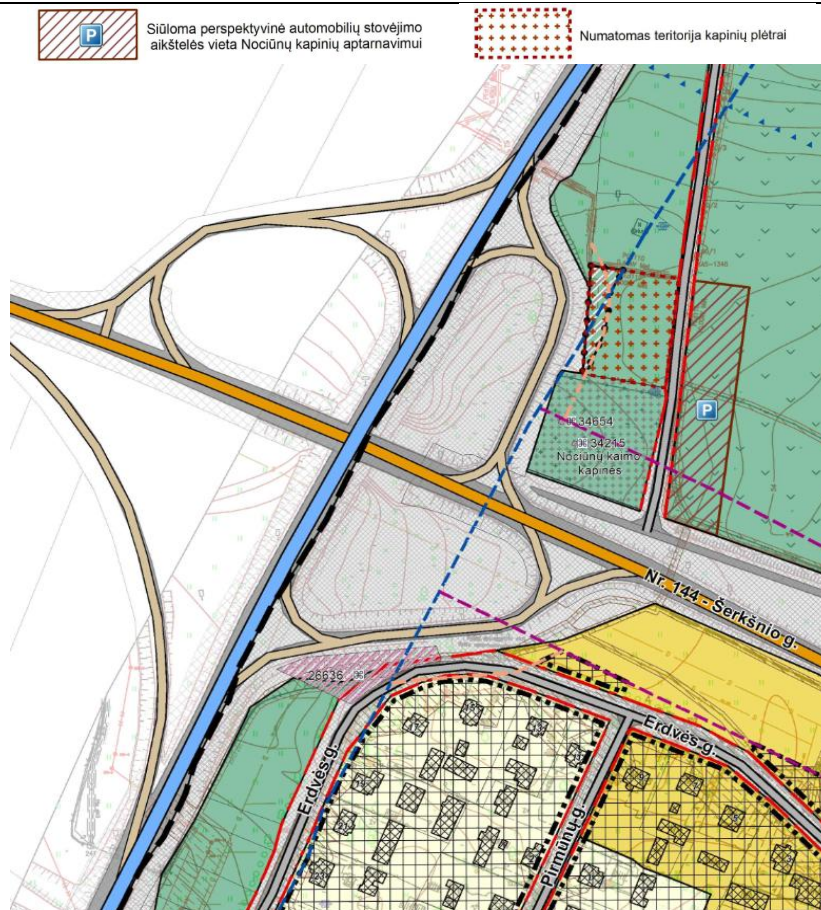 P
Siūloma perspektyvinė automobilių stovėjimo
aikštelės vieta Nociūnų kapinių aptarnavimui
Numatomas teritorija kapinių plėtrai
P
34654
34215
Nociūnų kaimo
kapinės
Nr. 144 - Šerkšnio g.
26636
Erdvės g.
Erdvės g.
Pirmūnų g.